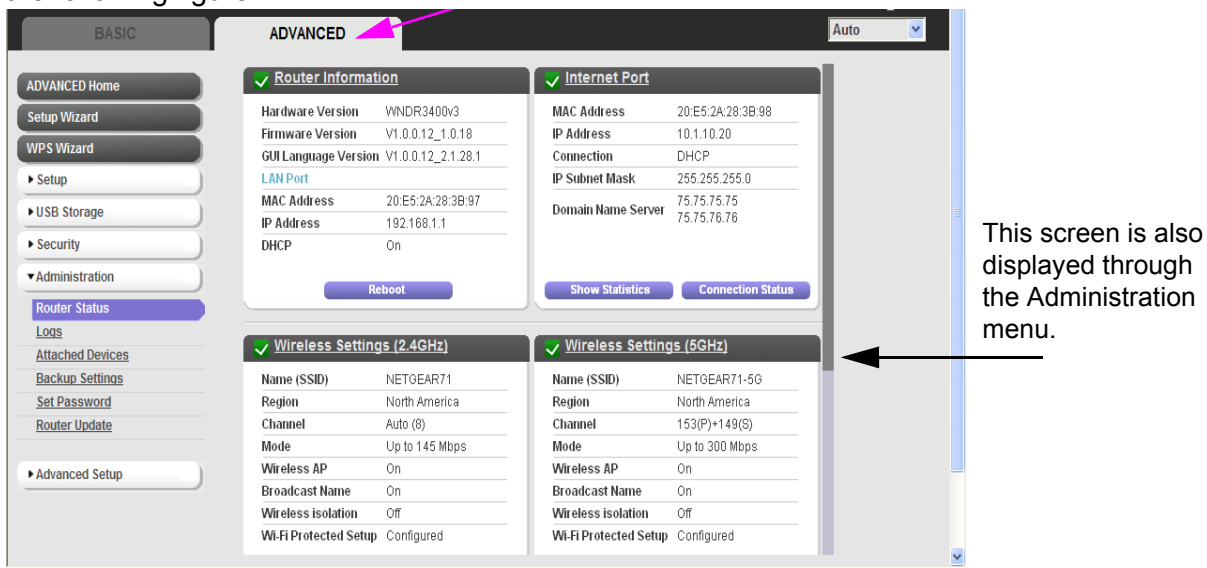 BASIC
ADVANCED
Auto
ADVANCED Home
Setup Wizard
WPS Wizard
Setup
USB Storage
Security
Administration
Router Status
Logs
Attached Devices
Backup Settings
Set Password
Router Update
Advanced Setup
Router Information
Hardware Version WNDR3400v3
Firmware Version V1.0.0.12_1.0.18
GUI Language Version V1.0.0.12_2.1.28.1
LAN Port
MAC Address 20:E5:2A:28:3B:97
IP Address 192.168.1.1
DHCP On
Reboot
Internet Port
MAC Address 20:E5:2A:28:3B:98
IP Address 10.1.10.20
Connection DHCP
IP Subnet Mask 255.255.255.0
Domain Name Server 75.75.75.75
75.75.76.76
Show Statistics Connection Status
Wireless Settings (2.4GHz)
Name (SSID) NETGEAR71
Region North America
Channel Auto (8)
Mode Up to 145 Mbps
Wireless AP On
Broadcast Name On
Wireless isolation Off
Wi-Fi Protected Setup Configured
Wireless Settings (5GHz)
Name (SSID) NETGEAR71-5G
Region North America
Channel 153(P)+149(S)
Mode Up to 300 Mbps
Wireless AP On
Broadcast Name On
Wireless isolation Off
Wi-Fi Protected Setup Configured
This screen is also
displayed through
the Administration
menu.